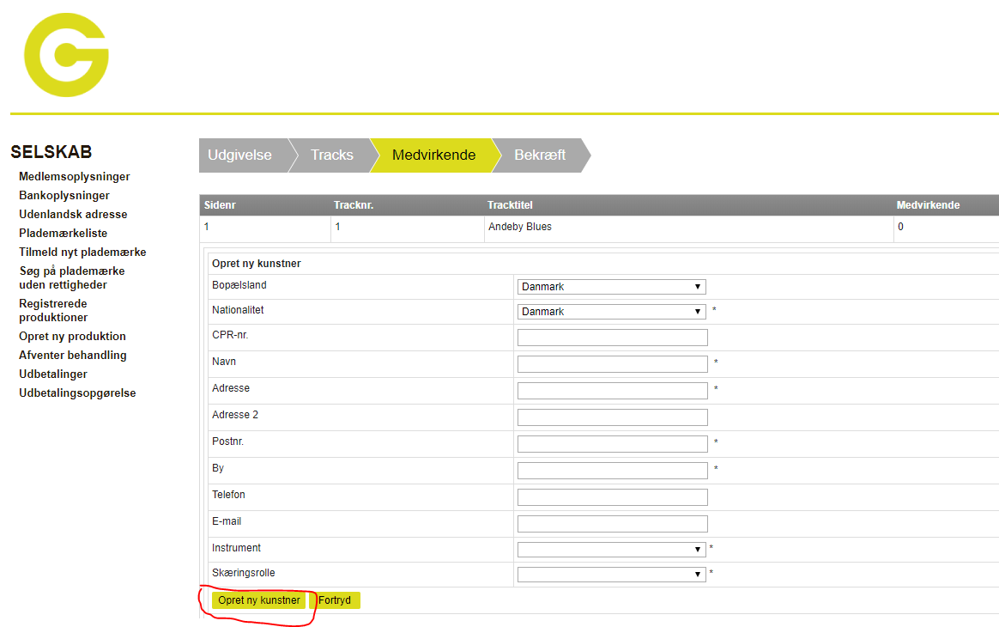 SELSKAB
Medlemsoplysninger
Bankoplysninger
Udenlandsk adresse
Plademærkeliste
Tilmeld nyt plademærke
Søg på plademærke
uden rettigheder
Registrerede
produktioner
Opret ny produktion
Afventer behandling
Udbetalinger
Udbetalingsopgørelse
Udgivelse Tracks Medvirkende Bekræft
Sidenr Tracknr. Tracktitel Medvirkende
1 1 Andeby Blues 0
Opret ny kunstner
Bopælsland Danmark
Nationalitet Danmark *
CPR-nr.
Navn *
Adresse *
Adresse 2
Postnr. *
By *
Telefon
E-mail
Instrument *
Skæringsrolle *
Opret ny kunstner Fortryd